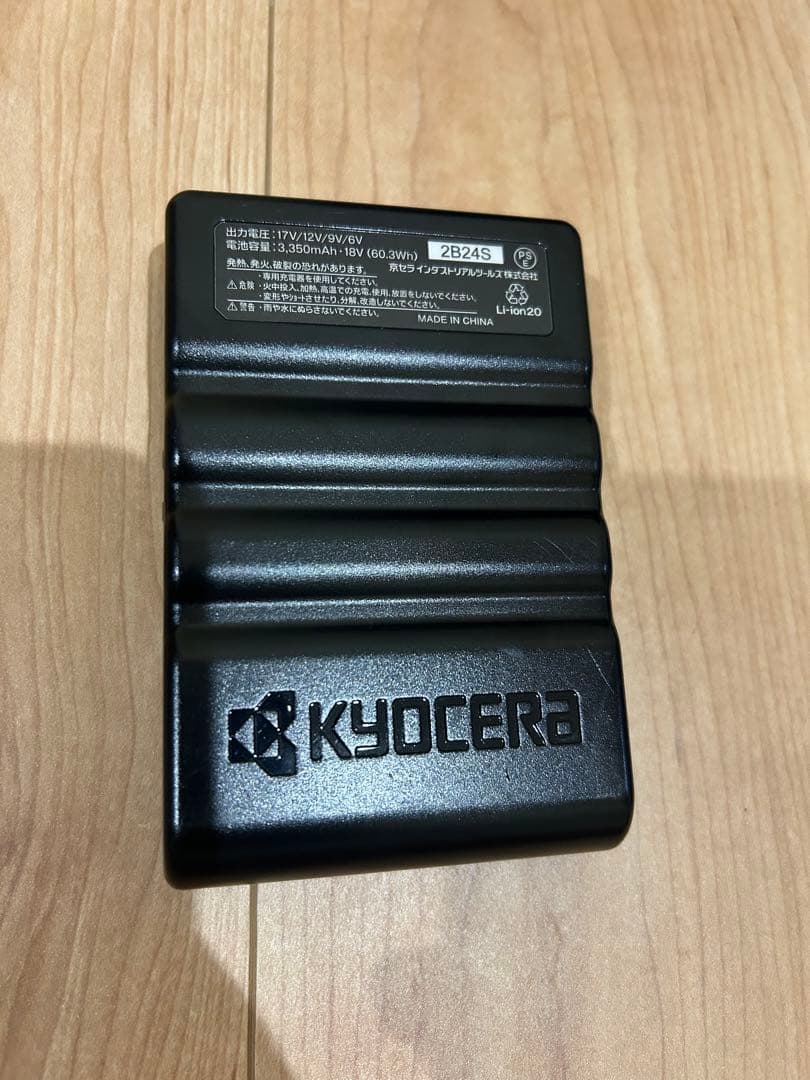 出力電圧:17V/12V/9V/6V
電池容量:3,350mAh・18V (60.3Wh)
2B24S
PS
E
京セラインダストリアルツールズ株式会社
発熱、発火、破裂の恐れがあります。
⚠危険
・専用充電器を使用してください。
・火中投入、加熱、高温での充電、使用、放置をしないでください。
・変形やショートさせたり、分解、改造しないでください。
⚠警告 ・雨や水にぬらさないでください。
MADE IN CHINA
Li-ion20
KYOCERA